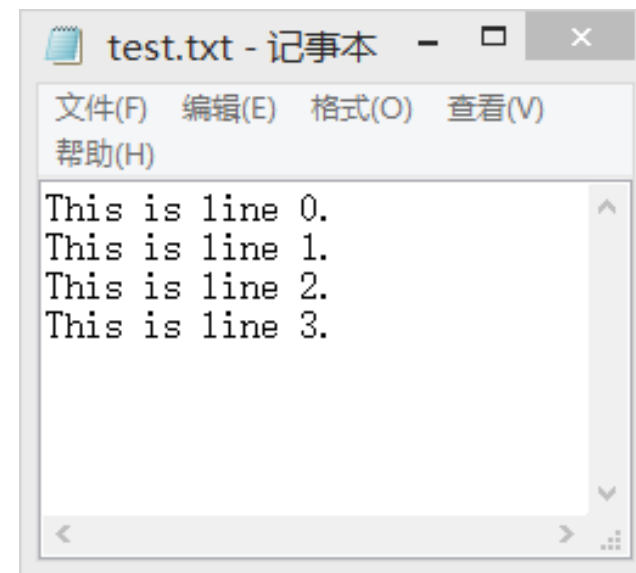 test.txt - 记事本
文件(F) 编辑(E) 格式(O) 查看(V)
帮助(H)
This is line 0.
This is line 1.
This is line 2.
This is line 3.